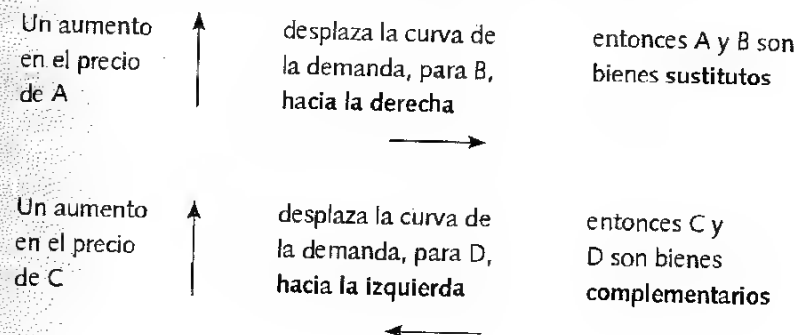 Un aumento
en el precio
de A
desplaza la curva de
la demanda, para B,
hacia la derecha
entonces A y B son
bienes sustitutos
Un aumento
en el precio
de C
desplaza la curva de
la demanda, para D,
hacia la izquierda
entonces C y
D son bienes
complementarios